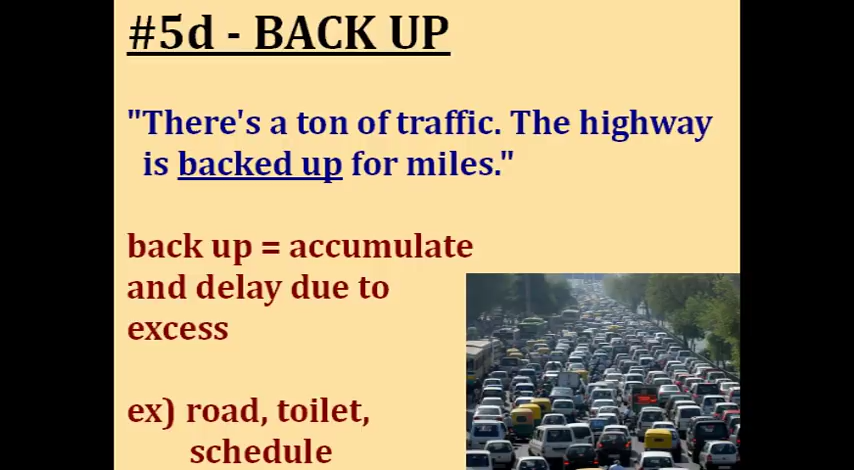 #5d - BACK UP
"There's a ton of traffic. The highway
is backed up for miles."
back up = accumulate
and delay due to
excess
ex) road, toilet,
schedule